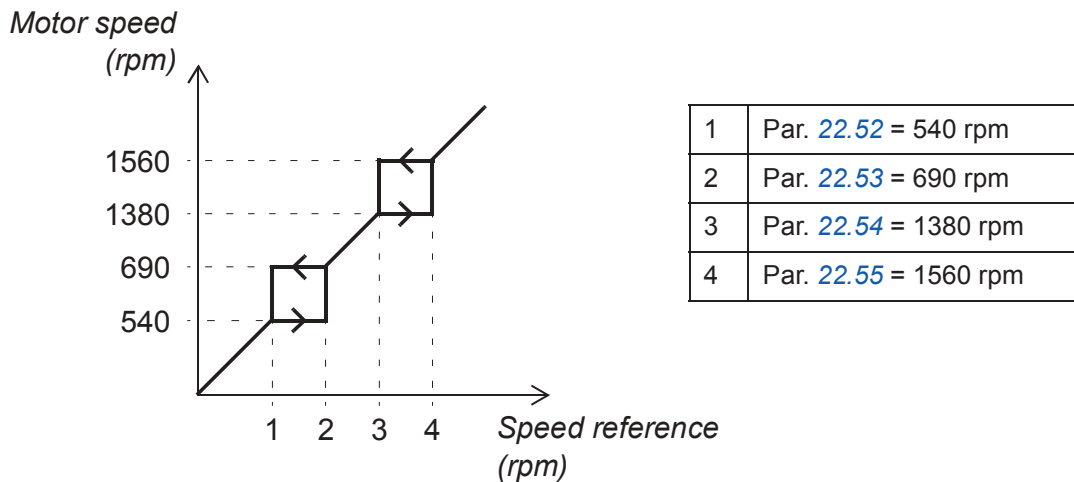 Motor speed
(rpm)
1560
1380
690
540
1 2 3 4
Speed reference
(rpm)
1 Par. 22.52 = 540 rpm
2 Par. 22.53 = 690 rpm
3 Par. 22.54 = 1380 rpm
4 Par. 22.55 = 1560 rpm